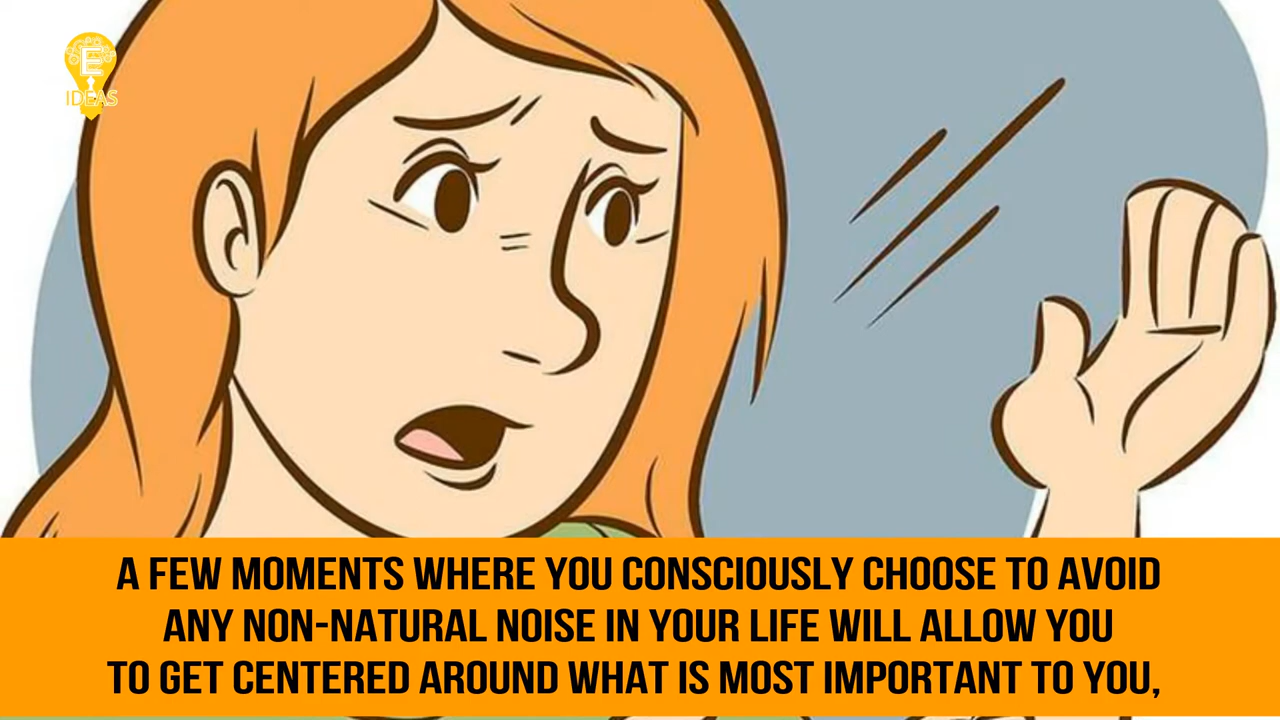 E
IDEAS
A FEW MOMENTS WHERE YOU CONSCIOUSLY CHOOSE TO AVOID
ANY NON-NATURAL NOISE IN YOUR LIFE WILL ALLOW YOU
TO GET CENTERED AROUND WHAT IS MOST IMPORTANT TO YOU,